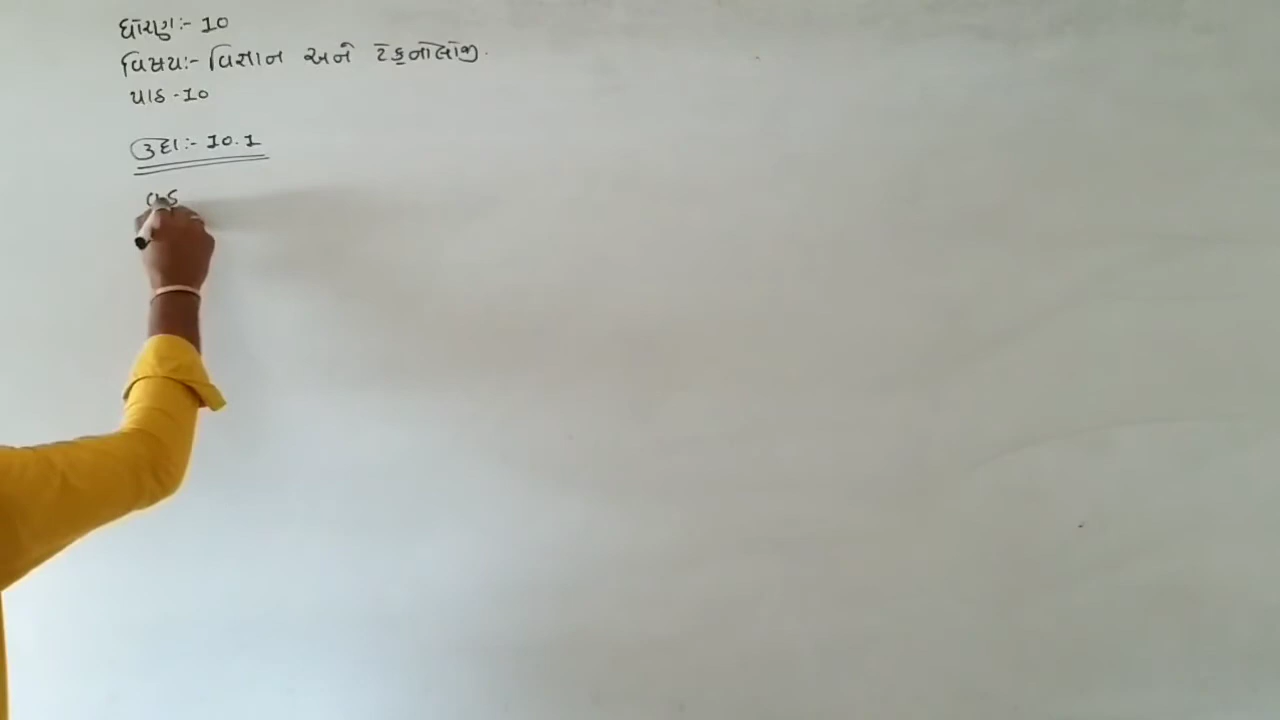 ધોરણ:- 10
વિષય:- વિજ્ઞાન અને ટેકનોલોજી.
પાઠ - 10
ઉદા:- 10.1